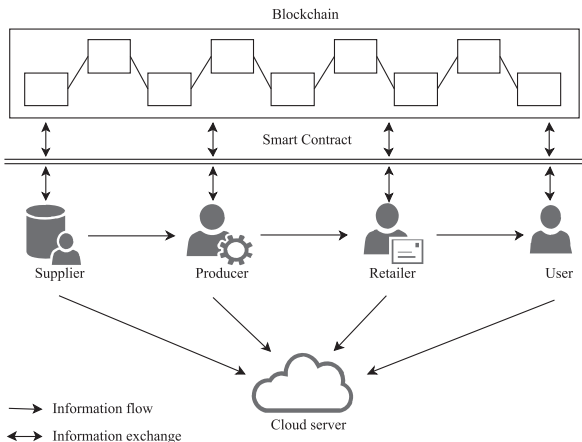 Blockchain
Smart Contract
Supplier
Producer
Retailer
User
Cloud server
Information flow
Information exchange